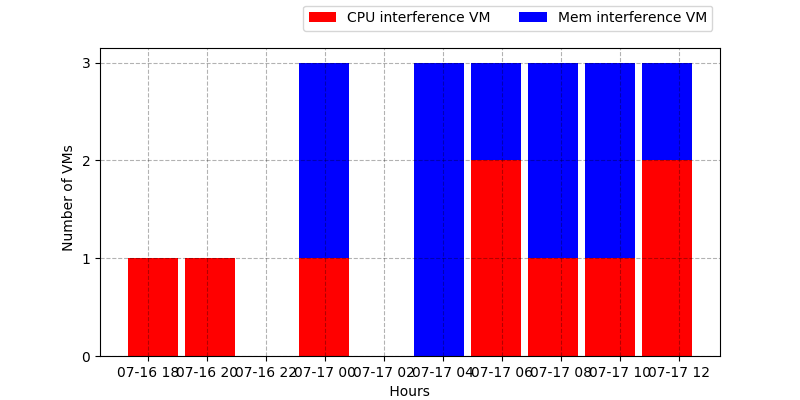 CPU interference VM Mem interference VM
3
2
1
0
Number of VMs
07-16 18 07-16 20 07-16 22 07-17 00 07-17 02 07-17 04 07-17 06 07-17 08 07-17 10 07-17 12
Hours